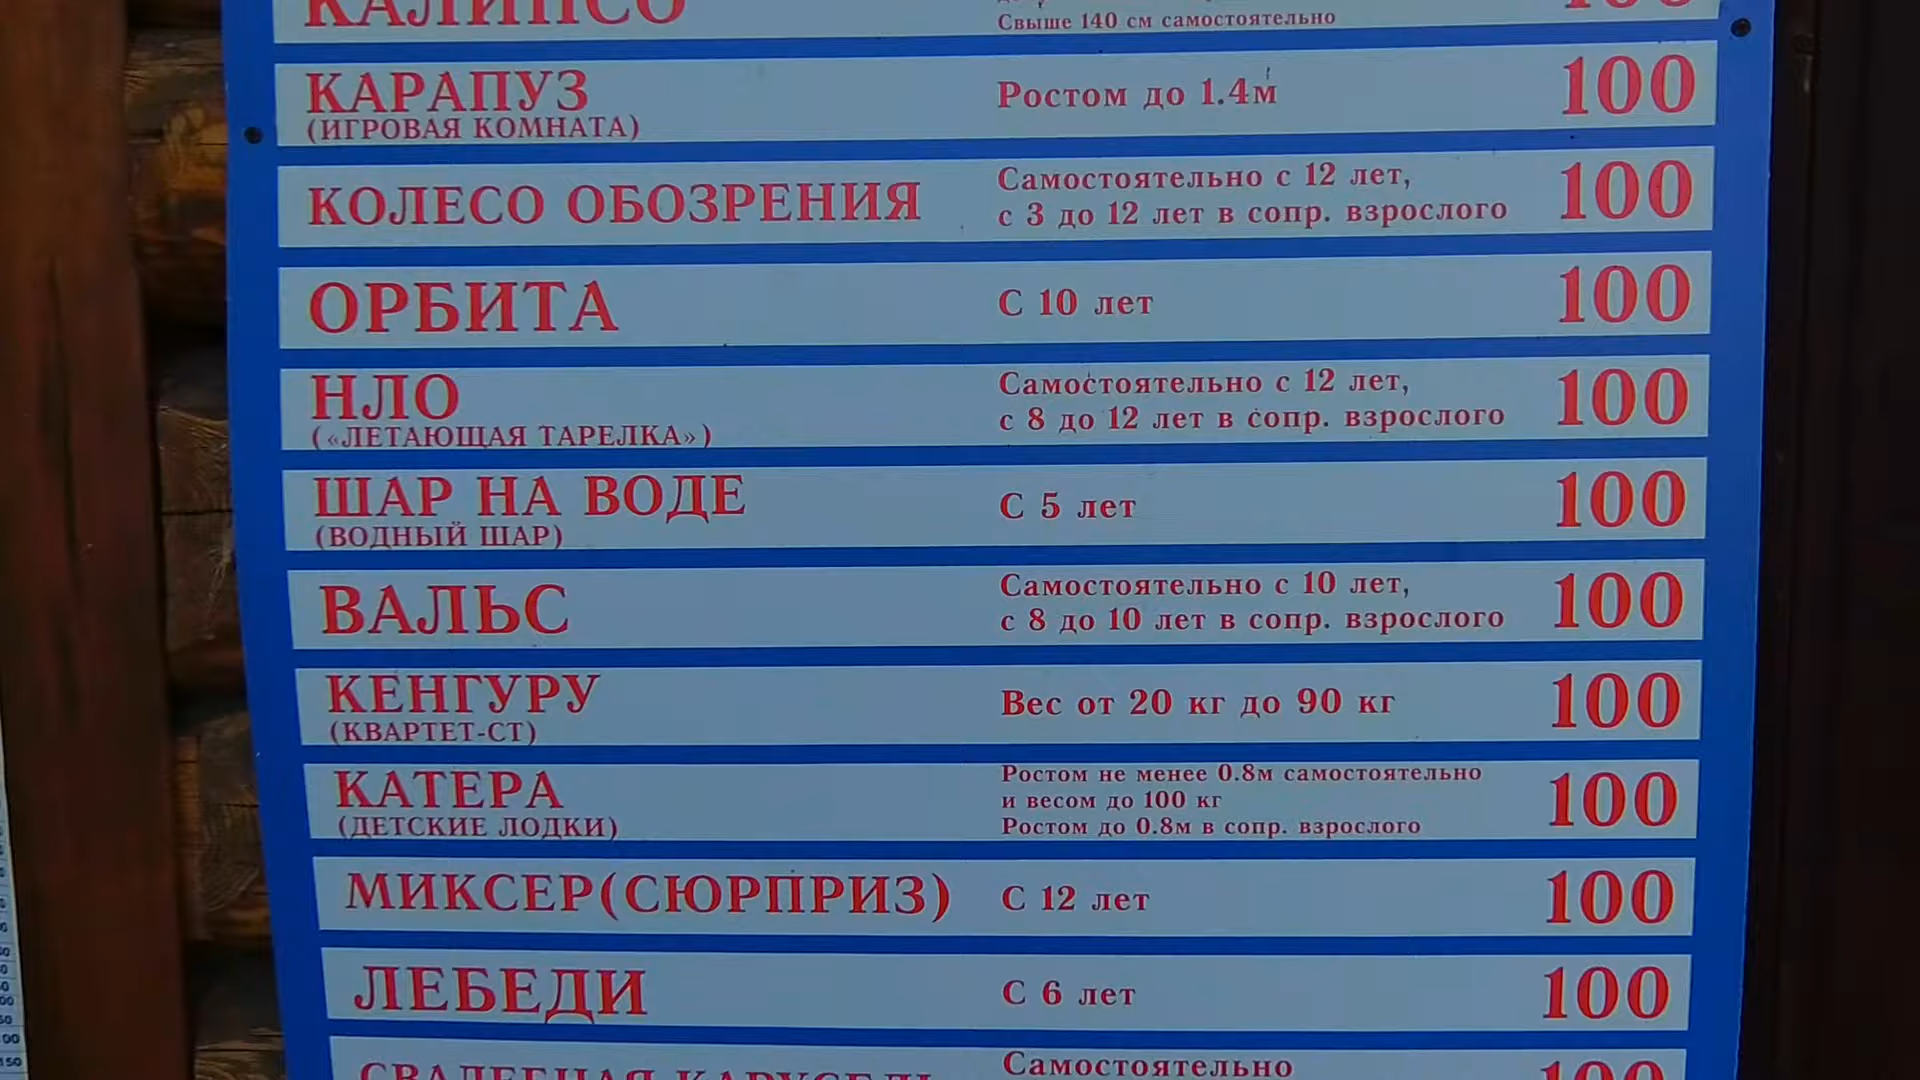 КАЛИПСО
Свыше 140 см самостоятельно
100
КАРАПУЗ
(ИГРОВАЯ КОМНАТА)
Ростом до 1.4м
100
КОЛЕСО ОБОЗРЕНИЯ
Самостоятельно с 12 лет,
с 3 до 12 лет в сопр. взрослого
100
ОРБИТА
С 10 лет
100
НЛО
(«ЛЕТАЮЩАЯ ТАРЕЛКА»)
Самостоятельно с 12 лет,
с 8 до 12 лет в сопр. взрослого
100
ШАР НА ВОДЕ
(ВОДНЫЙ ШАР)
С 5 лет
100
ВАЛЬС
Самостоятельно с 10 лет,
с 8 до 10 лет в сопр. взрослого
100
КЕНГУРУ
(КВАРТЕТ-СТ)
Вес от 20 кг до 90 кг
100
КАТЕРА
(ДЕТСКИЕ ЛОДКИ)
Ростом не менее 0.8м самостоятельно
и весом до 100 кг
Ростом до 0.8м в сопр. взрослого
100
МИКСЕР(СЮРПРИЗ)
С 12 лет
100
ЛЕБЕДИ
С 6 лет
100
СВАДЕБНАЯ КАРУСЕЛЬ
Самостоятельно
100